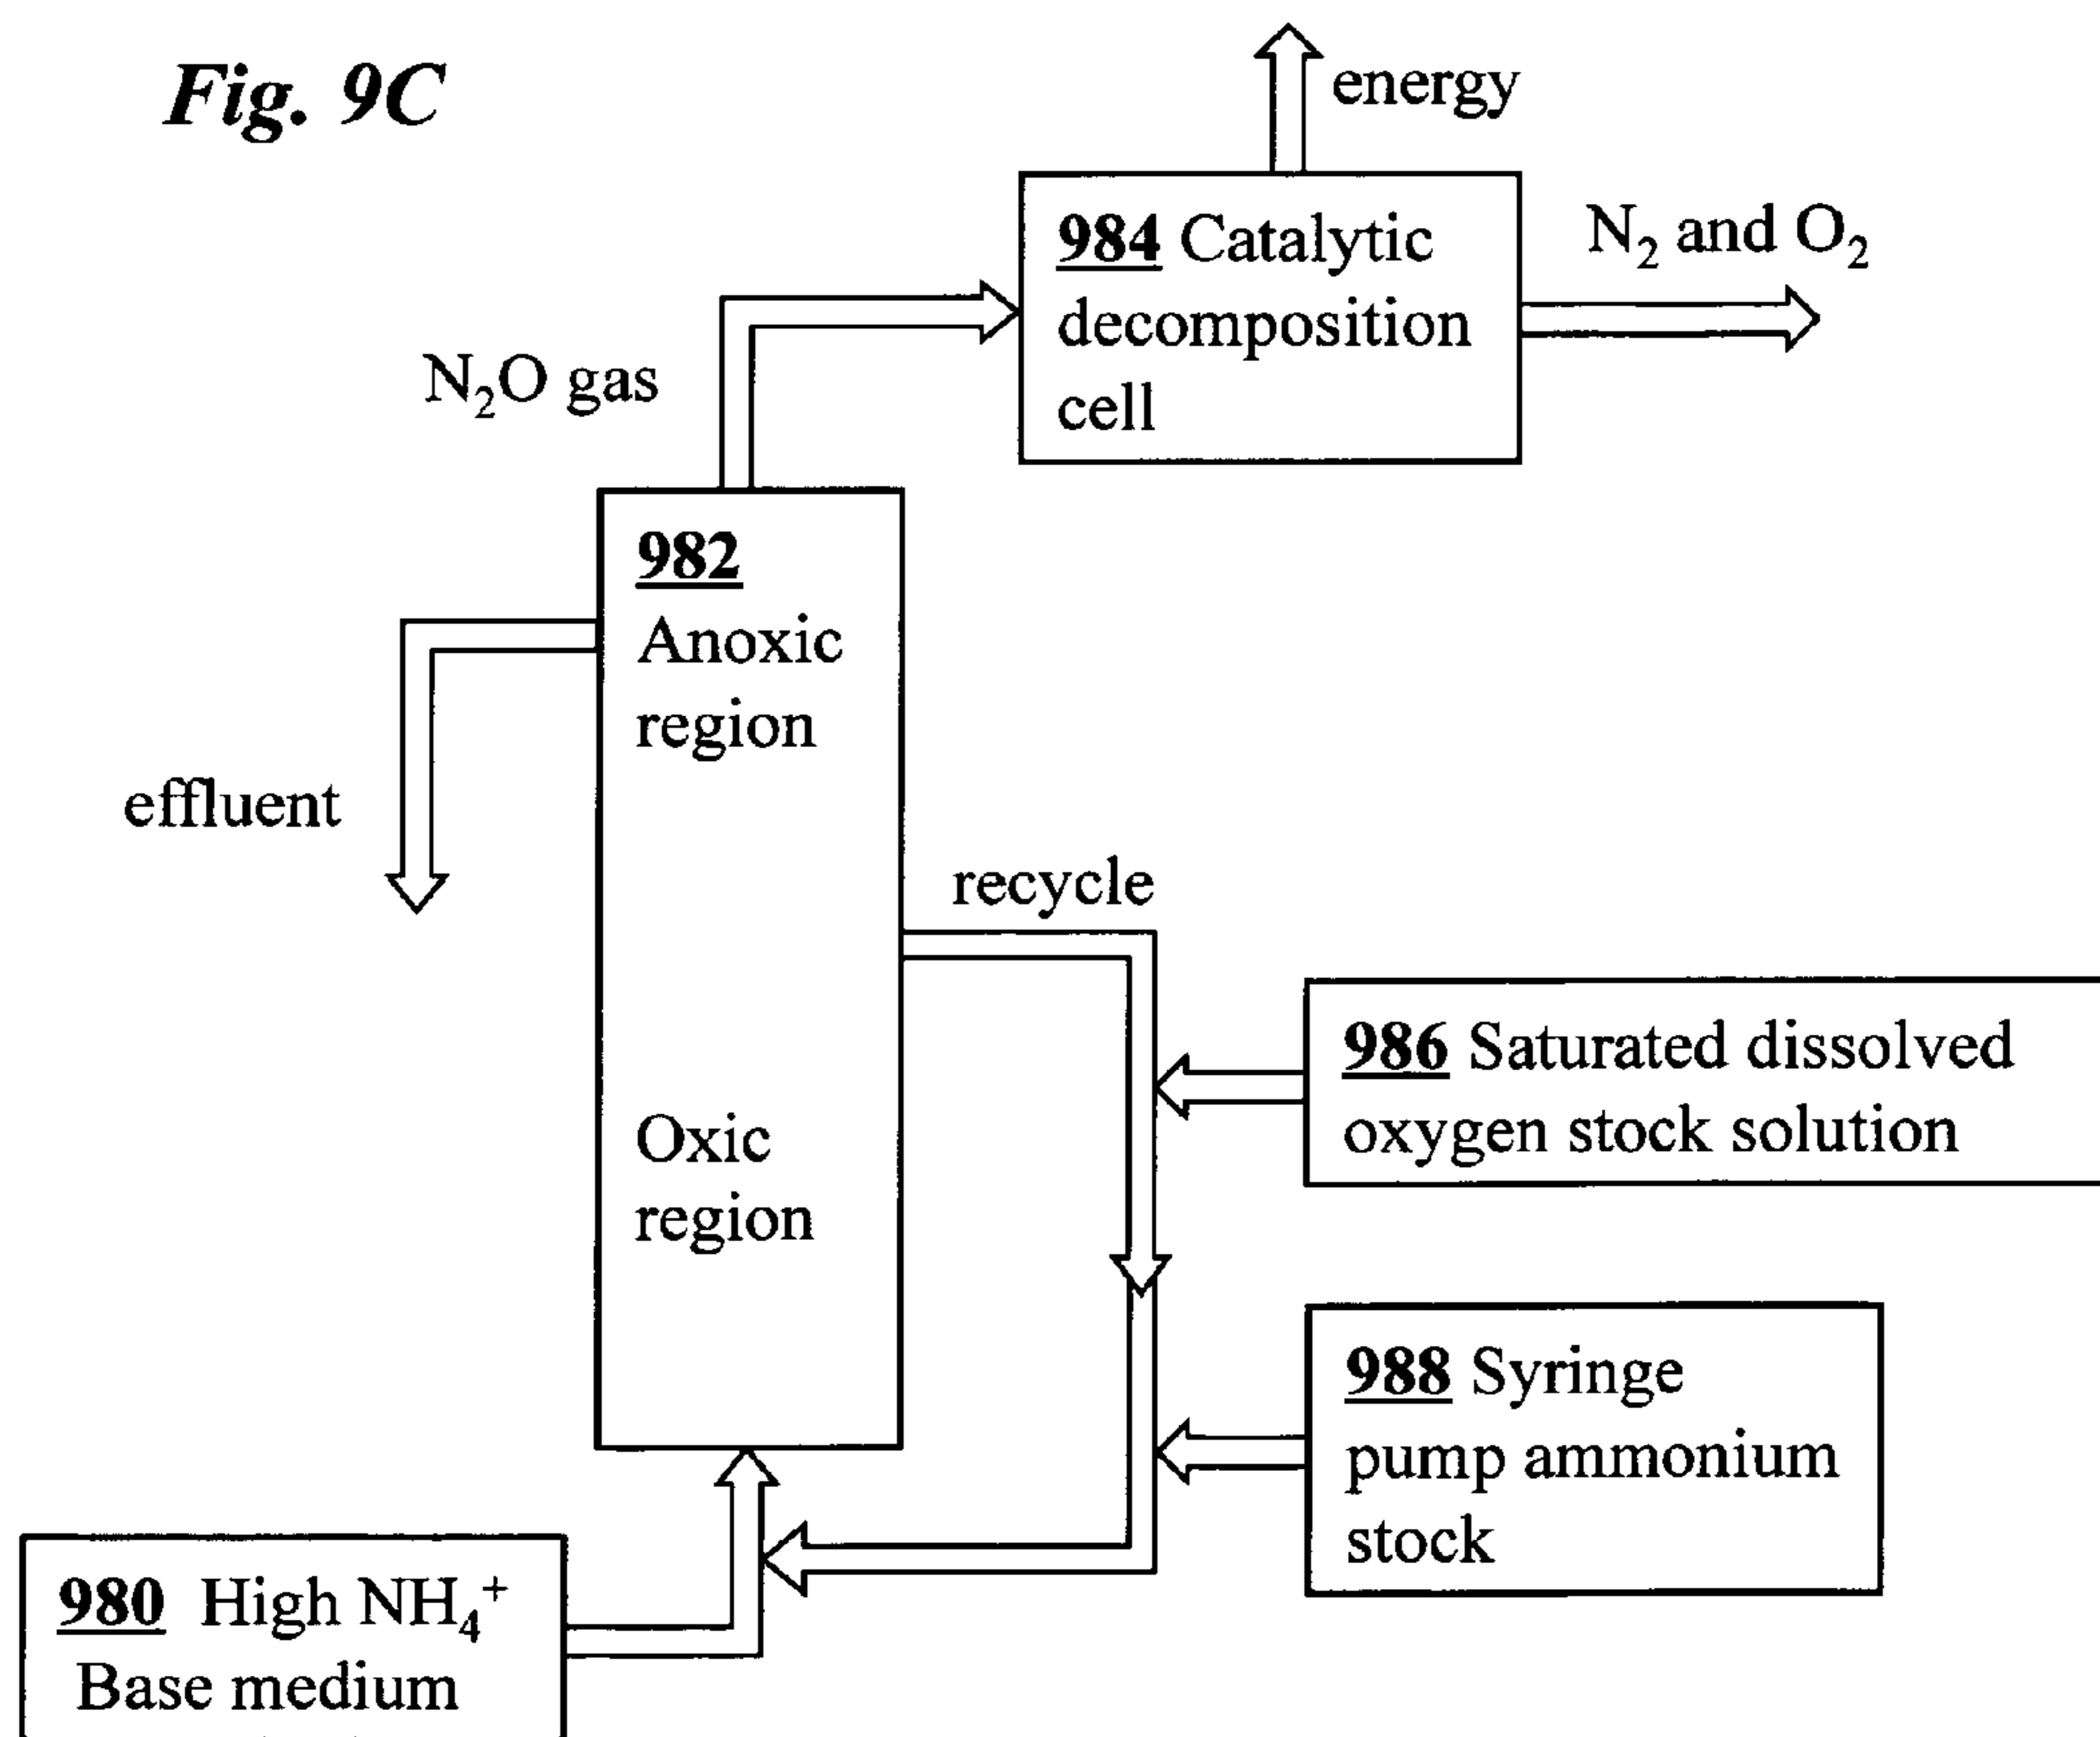 Fig. 9C
energy
984 Catalytic
decomposition
cell
N₂ and O₂
N₂O gas
982
Anoxic
region
effluent
recycle
986 Saturated dissolved
oxygen stock solution
Oxic
region
988 Syringe
pump ammonium
stock
980 High NH₄⁺
Base medium